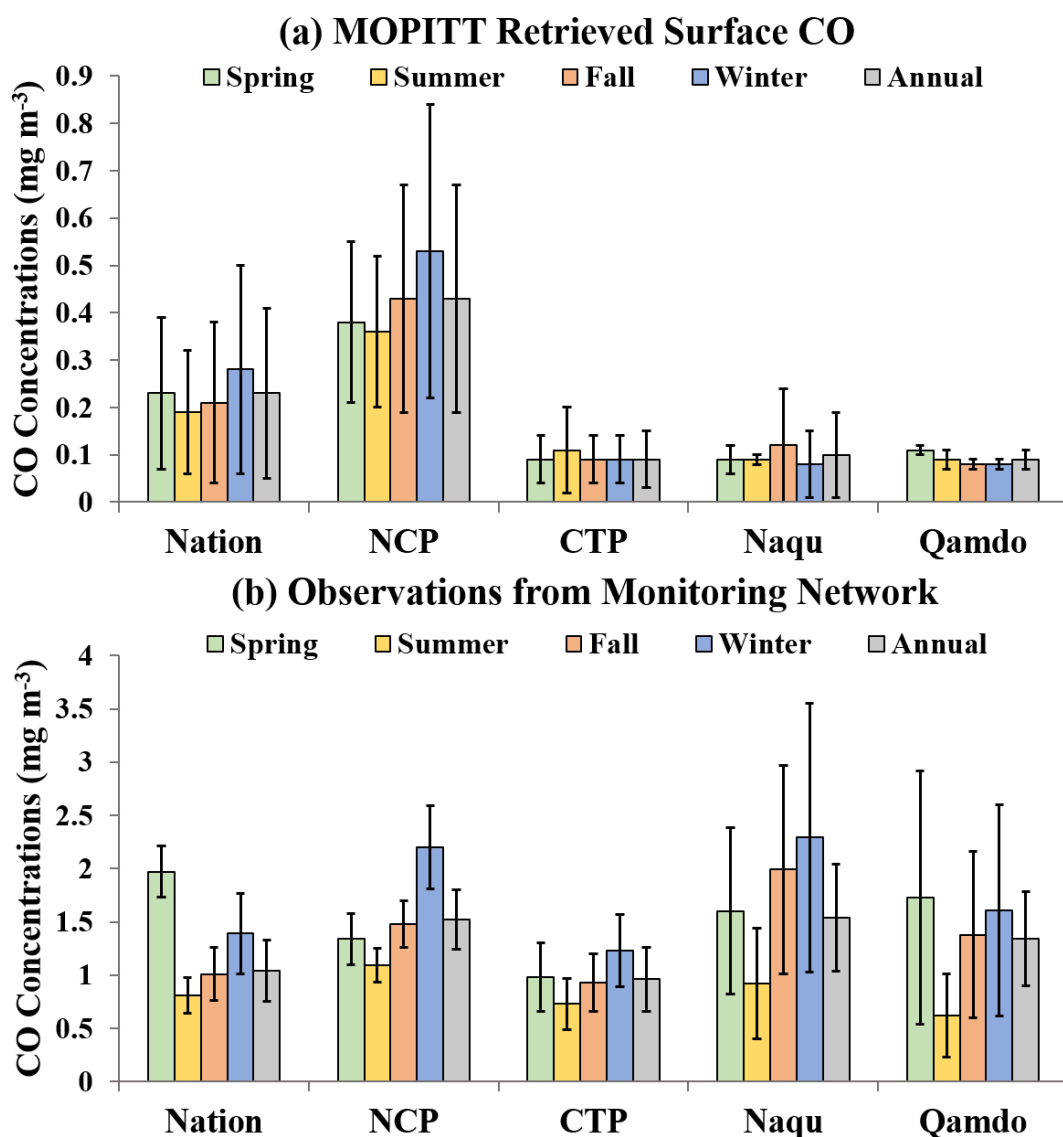 (a) MOPITT Retrieved Surface CO
Spring Summer Fall Winter Annual
CO Concentrations (mg m-3)
0.9
0.8
0.7
0.6
0.5
0.4
0.3
0.2
0.1
0
Nation NCP CTP Naqu Qamdo
(b) Observations from Monitoring Network
Spring Summer Fall Winter Annual
CO Concentrations (mg m-3)
4
3.5
3
2.5
2
1.5
1
0.5
0
Nation NCP CTP Naqu Qamdo